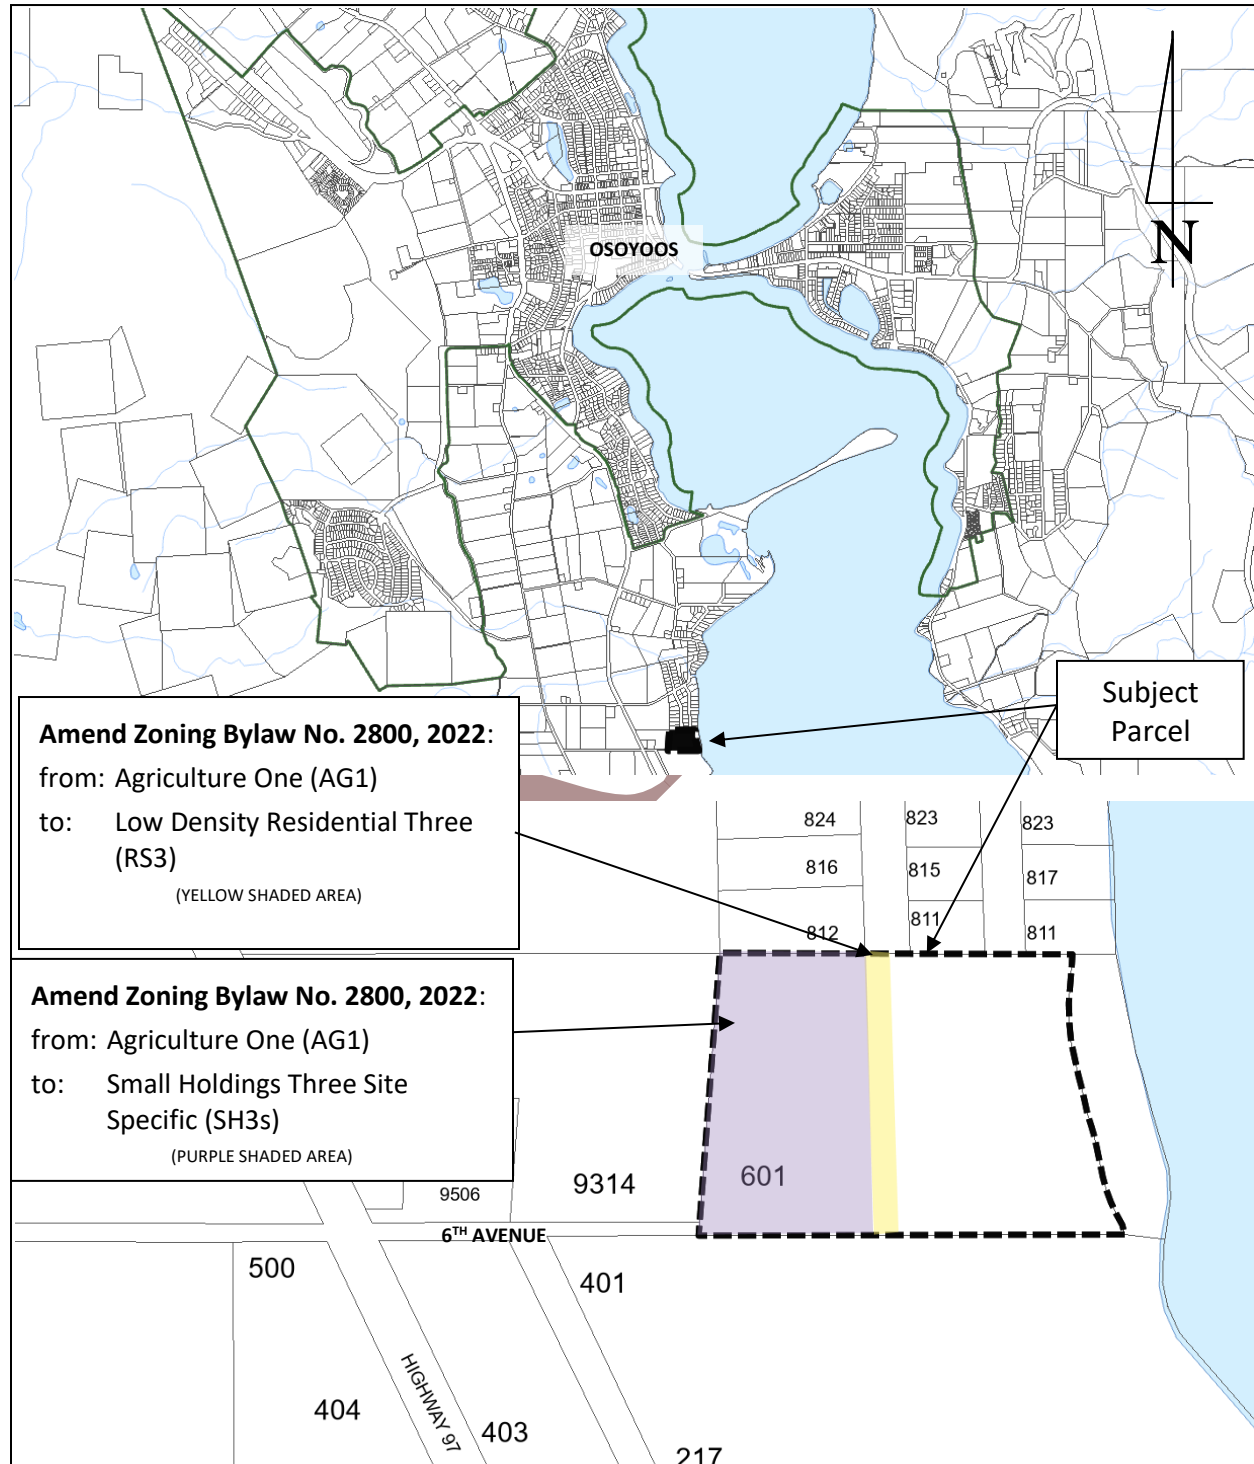 OSOYOOS
N
Subject
Parcel
Amend Zoning Bylaw No. 2800, 2022:
from: Agriculture One (AG1)
to: Low Density Residential Three
(RS3)
(YELLOW SHADED AREA)
824 823 823
816 815 817
812 811 811
Amend Zoning Bylaw No. 2800, 2022:
from: Agriculture One (AG1)
to: Small Holdings Three Site
Specific (SH3s)
(PURPLE SHADED AREA)
601
9314
9506
6TH AVENUE
500
401
HIGHWAY 97
404
403
217